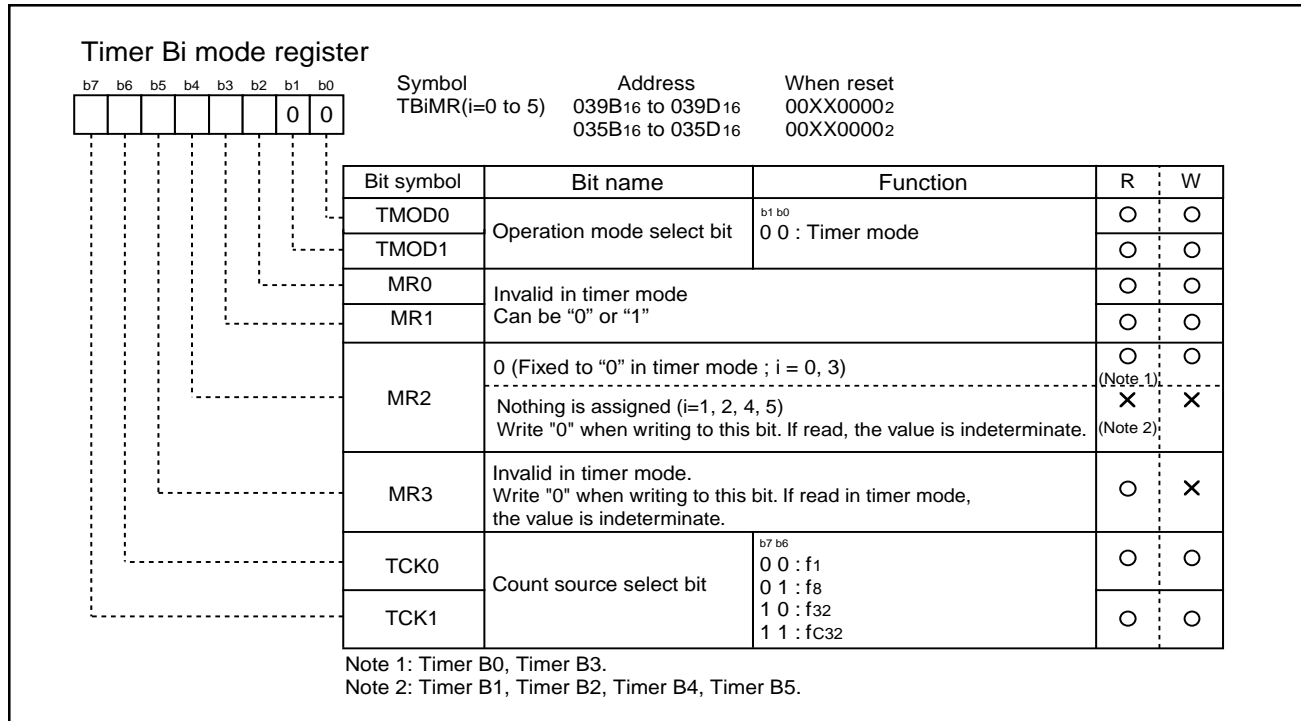 Timer Bi mode register
b7 b6 b5 b4 b3 b2 b1 b0
0 0
Symbol Address When reset
TBiMR(i=0 to 5) 039B16 to 039D16 00XX00002
035B16 to 035D16 00XX00002
Bit symbol Bit name Function R W
TMOD0
TMOD1
Operation mode select bit
b1 b0
0 0 : Timer mode
MR0
MR1
Invalid in timer mode
Can be “0” or “1”
MR2
0 (Fixed to “0” in timer mode ; i = 0, 3)
(Note 1)
Nothing is assigned (i=1, 2, 4, 5)
Write "0" when writing to this bit. If read, the value is indeterminate.
(Note 2)
MR3
Invalid in timer mode.
Write "0" when writing to this bit. If read in timer mode,
the value is indeterminate.
TCK0
TCK1
Count source select bit
b7 b6
0 0 : f1
0 1 : f8
1 0 : f32
1 1 : fC32
Note 1: Timer B0, Timer B3.
Note 2: Timer B1, Timer B2, Timer B4, Timer B5.